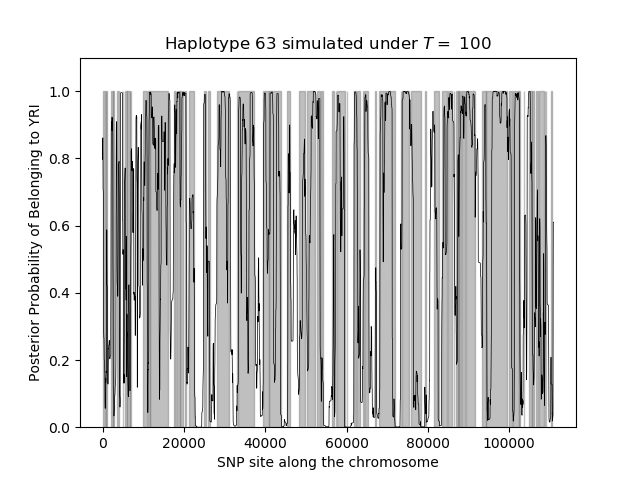 Haplotype 63 simulated under T = 100
Posterior Probability of Belonging to YRI
1.0
0.8
0.6
0.4
0.2
0.0
0 20000 40000 60000 80000 100000
SNP site along the chromosome